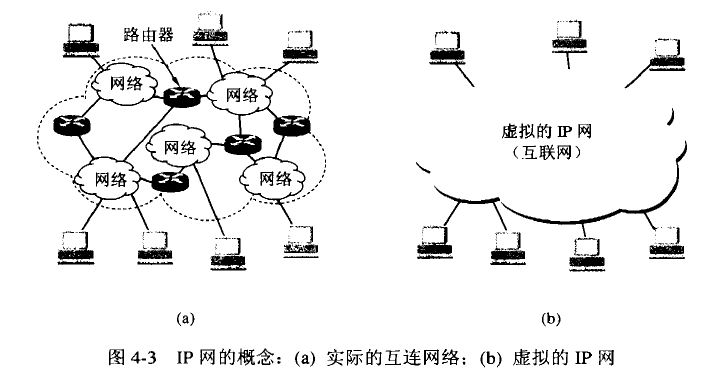 路由器
网络
网络
网络
网络
网络
虚拟的 IP 网
（互联网）
(a)
(b)
图 4-3 IP 网的概念：(a) 实际的互连网络；(b) 虚拟的 IP 网